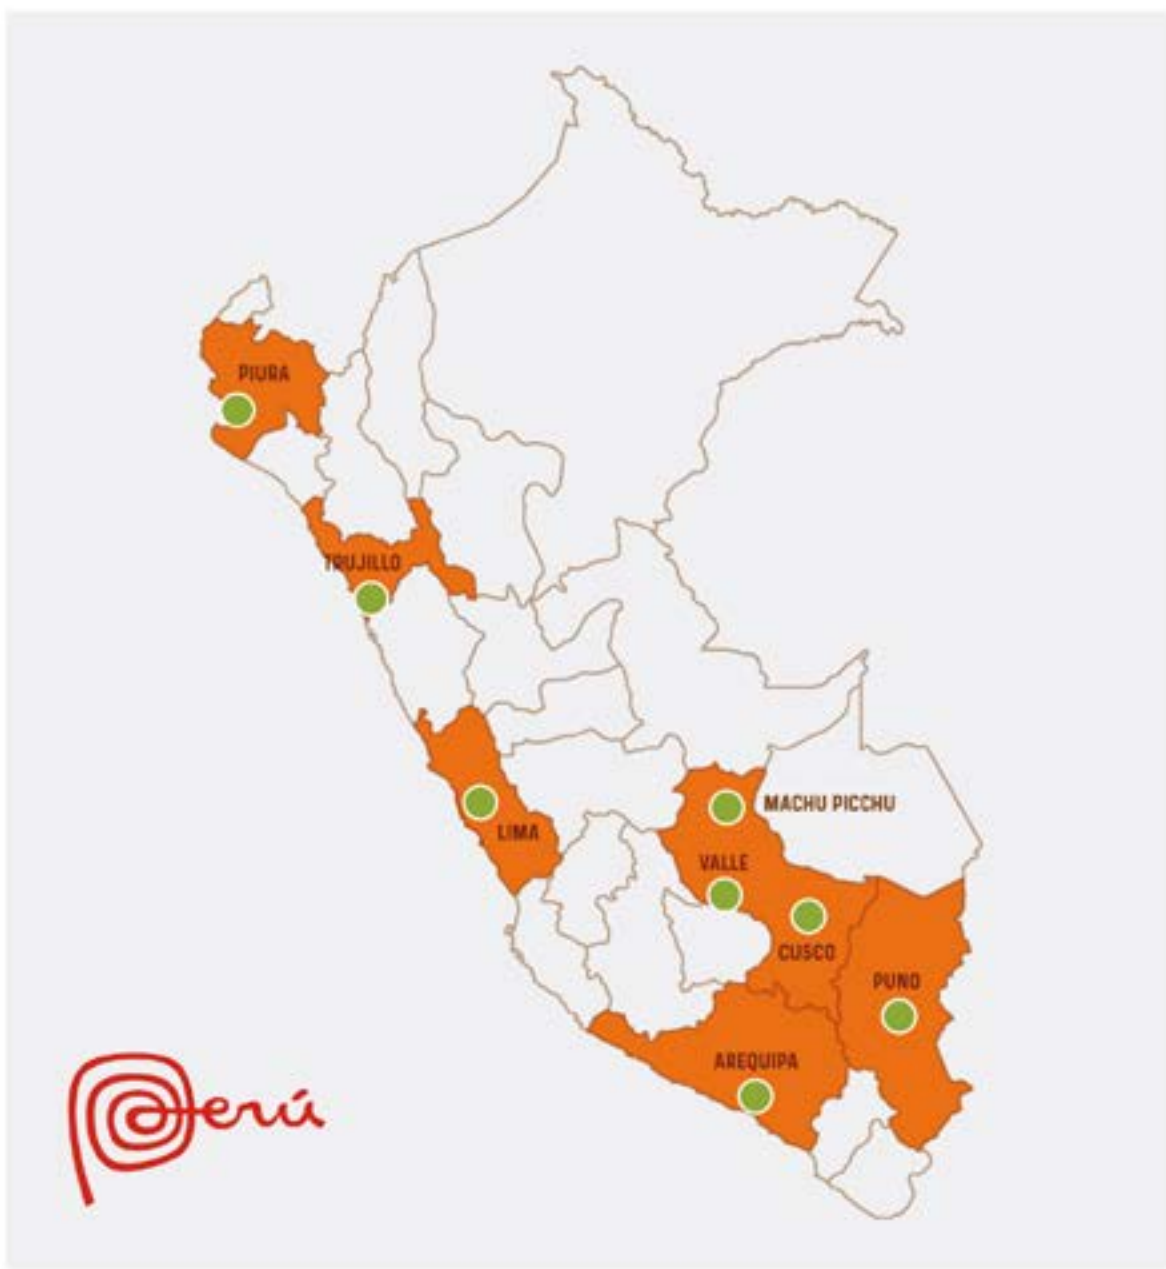 PIURA
TRUJILLO
LIMA
MACHU PICCHU
VALLE
CUSCO
PUNO
AREQUIPA
Perú